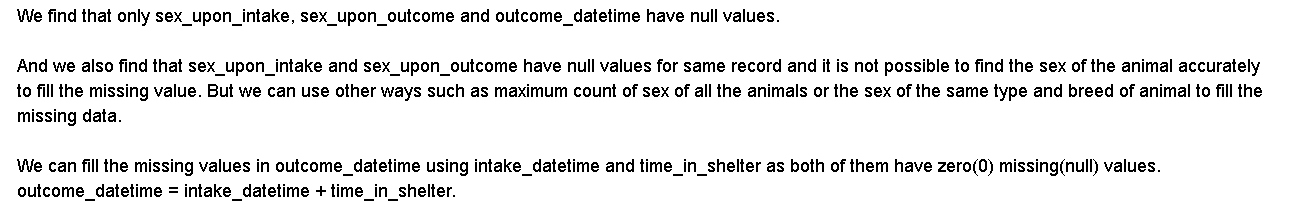 We find that only sex_upon_intake, sex_upon_outcome and outcome_datetime have null values.
And we also find that sex_upon_intake and sex_upon_outcome have null values for same record and it is not possible to find the sex of the animal accurately
to fill the missing value. But we can use other ways such as maximum count of sex of all the animals or the sex of the same type and breed of animal to fill the
missing data.
We can fill the missing values in outcome_datetime using intake_datetime and time_in_shelter as both of them have zero(0) missing(null) values.
outcome_datetime = intake_datetime + time_in_shelter.